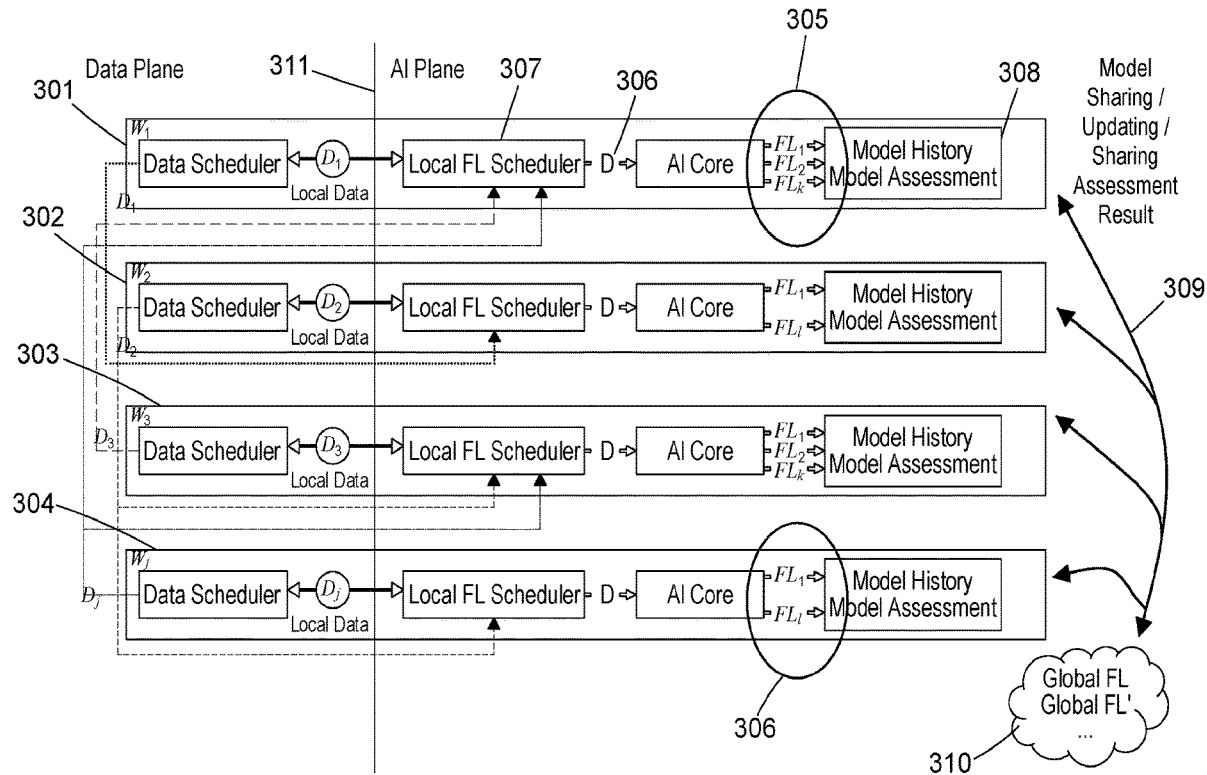 305
Data Plane
311
AI Plane
307
306
308
Model
Sharing /
Updating /
Sharing
Assessment
Result
301
W1
Data Scheduler
D1
Local Data
Local FL Scheduler
D
AI Core
FL1
FL2
FLk
Model History
Model Assessment
D1
302
W2
Data Scheduler
D2
Local Data
Local FL Scheduler
D
AI Core
FL1
FLl
Model History
Model Assessment
309
D2
303
W3
D3
Data Scheduler
D3
Local Data
Local FL Scheduler
D
AI Core
FL1
FL2
FLk
Model History
Model Assessment
304
Wj
Dj
Data Scheduler
Dj
Local Data
Local FL Scheduler
D
AI Core
FL1
FLl
Model History
Model Assessment
306
Global FL
Global FL'
...
310